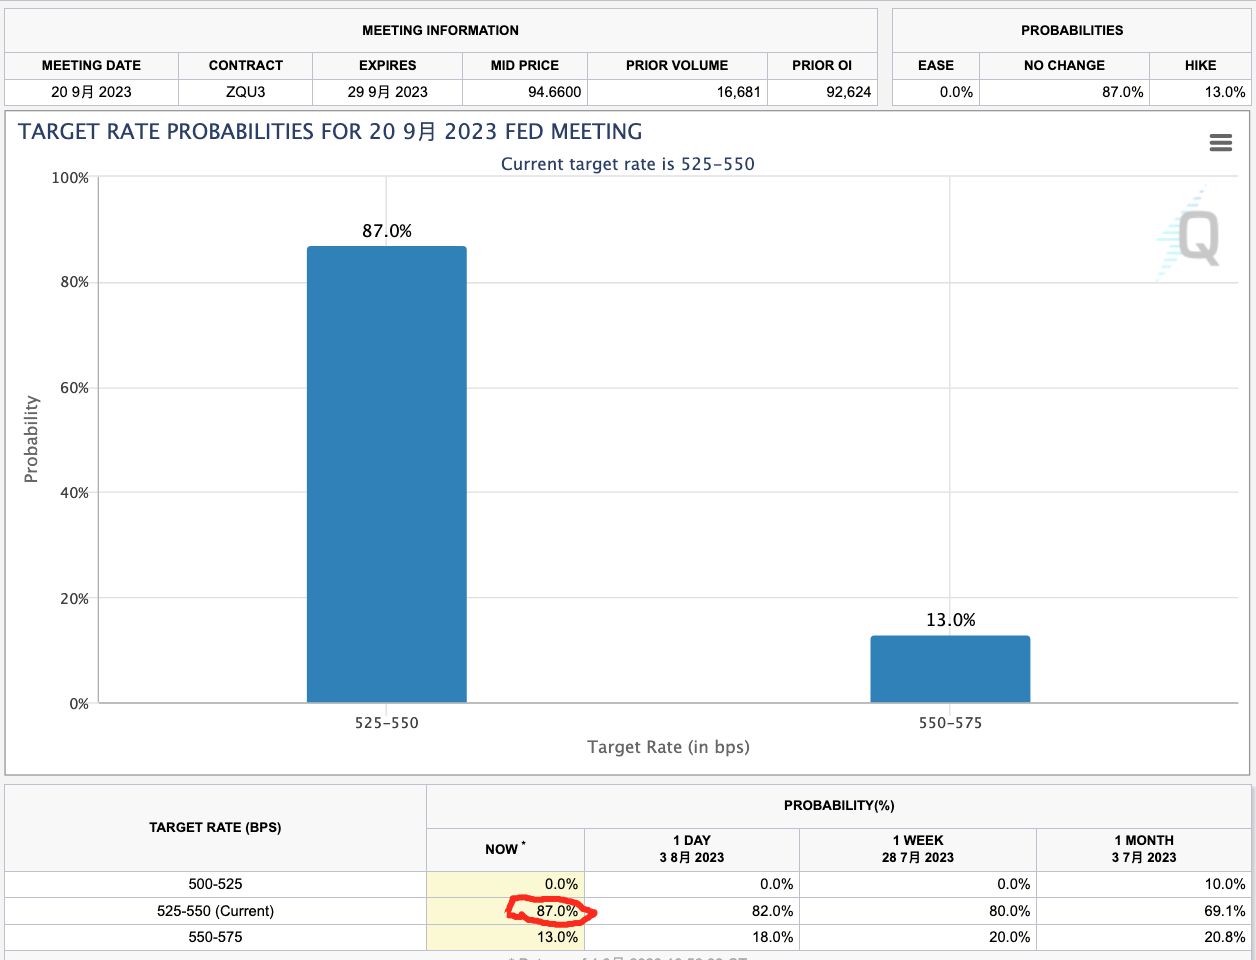 MEETING INFORMATION
MEETING DATE CONTRACT EXPIRES MID PRICE PRIOR VOLUME PRIOR OI
20 9月 2023 ZQU3 29 9月 2023 94.6600 16,681 92,624
PROBABILITIES
EASE NO CHANGE HIKE
0.0% 87.0% 13.0%
TARGET RATE PROBABILITIES FOR 20 9月 2023 FED MEETING
Current target rate is 525-550
Q
100%
80%
60%
40%
20%
0%
Probability
87.0%
13.0%
525-550 550-575
Target Rate (in bps)
TARGET RATE (BPS) PROBABILITY(%)
NOW * 1 DAY 1 WEEK 1 MONTH
3 8月 2023 28 7月 2023 3 7月 2023
500-525 0.0% 0.0% 0.0% 10.0%
525-550 (Current) 87.0% 82.0% 80.0% 69.1%
550-575 13.0% 18.0% 20.0% 20.8%